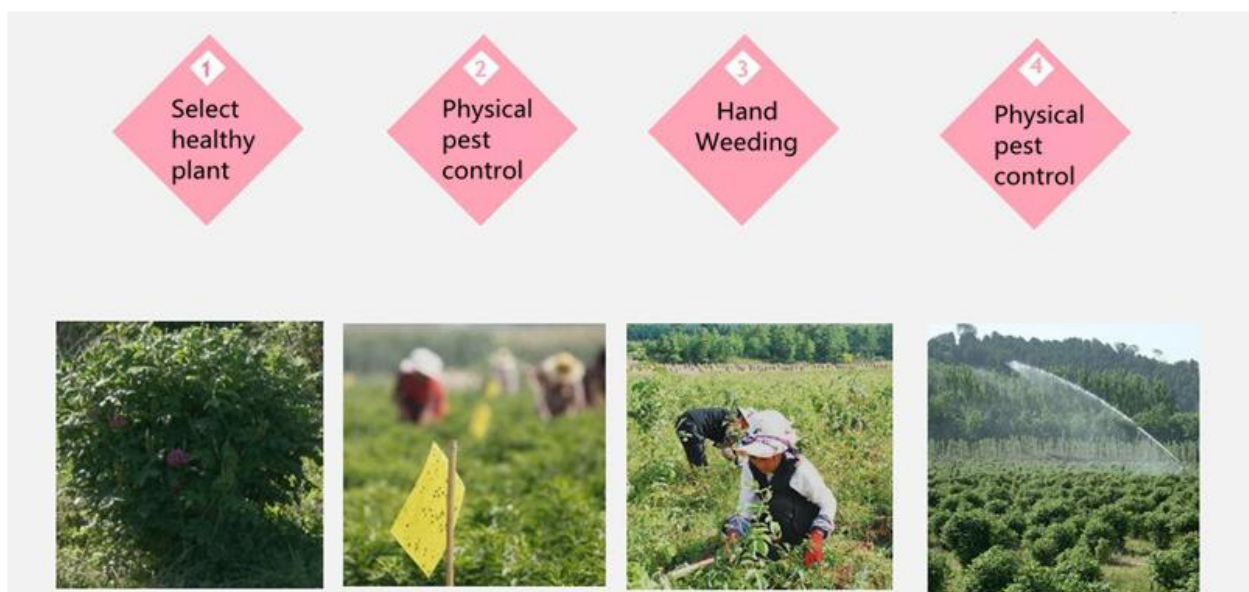 1
Select
healthy
plant
2
Physical
pest
control
3
Hand
Weeding
4
Physical
pest
control